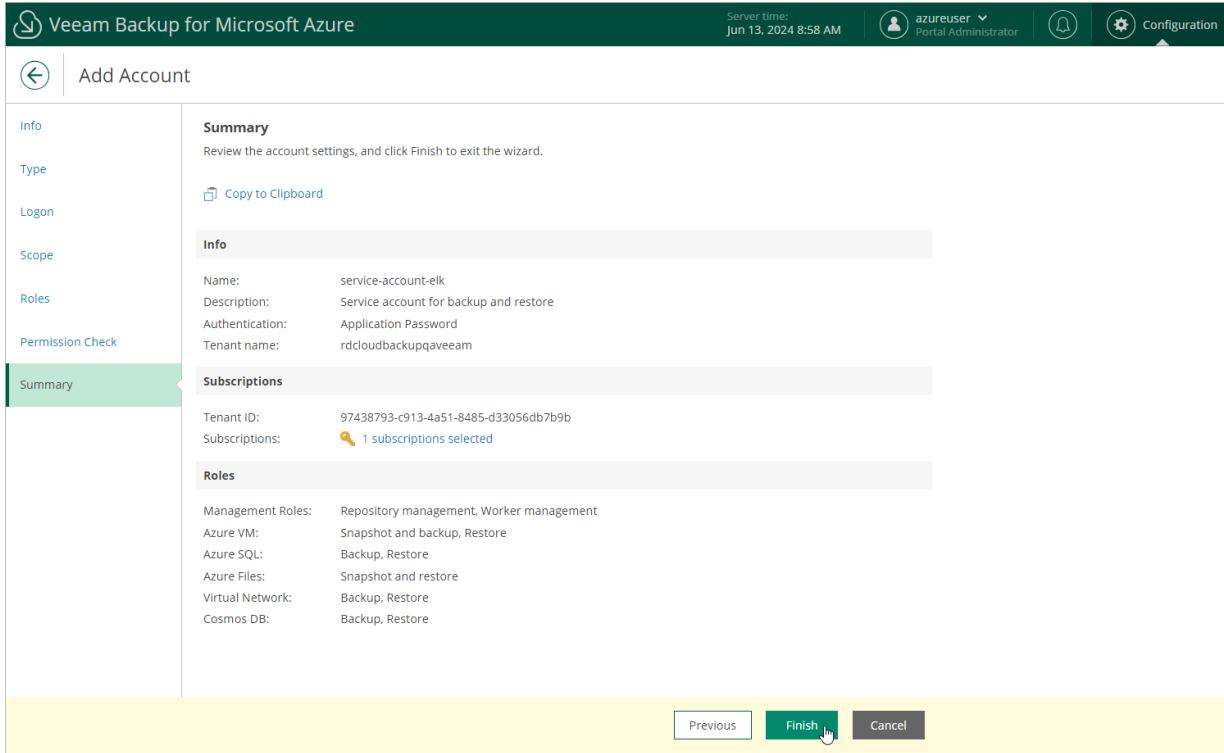 Veeam Backup for Microsoft Azure
Server time:
Jun 13, 2024 8:58 AM
azureuser
Portal Administrator
Configuration
Add Account
Info
Type
Logon
Scope
Roles
Permission Check
Summary
Summary
Review the account settings, and click Finish to exit the wizard.
Copy to Clipboard
Info
Name: service-account-elk
Description: Service account for backup and restore
Authentication: Application Password
Tenant name: rdcloudbackupqaveeam
Subscriptions
Tenant ID: 97438793-c913-4a51-8485-d33056db7b9b
Subscriptions: 1 subscriptions selected
Roles
Management Roles: Repository management, Worker management
Azure VM: Snapshot and backup, Restore
Azure SQL: Backup, Restore
Azure Files: Snapshot and restore
Virtual Network: Backup, Restore
Cosmos DB: Backup, Restore
Previous
Finish
Cancel